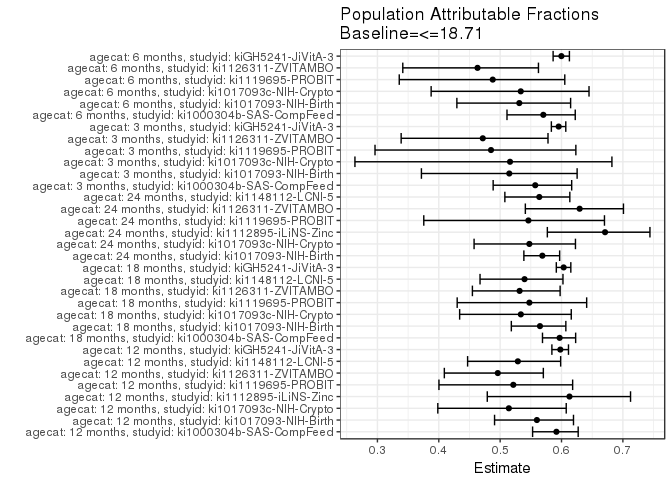 Population Attributable Fractions
Baseline=<=18.71
agecat: 6 months, studyid: kiGH5241-JiVitA-3
agecat: 6 months, studyid: ki1126311-ZVITAMBO
agecat: 6 months, studyid: ki1119695-PROBIT
agecat: 6 months, studyid: ki1017093c-NIH-Crypto
agecat: 6 months, studyid: ki1017093-NIH-Birth
agecat: 6 months, studyid: ki1000304b-SAS-CompFeed
agecat: 3 months, studyid: kiGH5241-JiVitA-3
agecat: 3 months, studyid: ki1126311-ZVITAMBO
agecat: 3 months, studyid: ki1119695-PROBIT
agecat: 3 months, studyid: ki1017093c-NIH-Crypto
agecat: 3 months, studyid: ki1017093-NIH-Birth
agecat: 3 months, studyid: ki1000304b-SAS-CompFeed
agecat: 24 months, studyid: ki1148112-LCNI-5
agecat: 24 months, studyid: ki1126311-ZVITAMBO
agecat: 24 months, studyid: ki1119695-PROBIT
agecat: 24 months, studyid: ki1112895-iLiNS-Zinc
agecat: 24 months, studyid: ki1017093c-NIH-Crypto
agecat: 24 months, studyid: ki1017093-NIH-Birth
agecat: 18 months, studyid: kiGH5241-JiVitA-3
agecat: 18 months, studyid: ki1148112-LCNI-5
agecat: 18 months, studyid: ki1126311-ZVITAMBO
agecat: 18 months, studyid: ki1119695-PROBIT
agecat: 18 months, studyid: ki1017093c-NIH-Crypto
agecat: 18 months, studyid: ki1017093-NIH-Birth
agecat: 18 months, studyid: ki1000304b-SAS-CompFeed
agecat: 12 months, studyid: kiGH5241-JiVitA-3
agecat: 12 months, studyid: ki1148112-LCNI-5
agecat: 12 months, studyid: ki1126311-ZVITAMBO
agecat: 12 months, studyid: ki1119695-PROBIT
agecat: 12 months, studyid: ki1112895-iLiNS-Zinc
agecat: 12 months, studyid: ki1017093c-NIH-Crypto
agecat: 12 months, studyid: ki1017093-NIH-Birth
agecat: 12 months, studyid: ki1000304b-SAS-CompFeed
0.3 0.4 0.5 0.6 0.7
Estimate